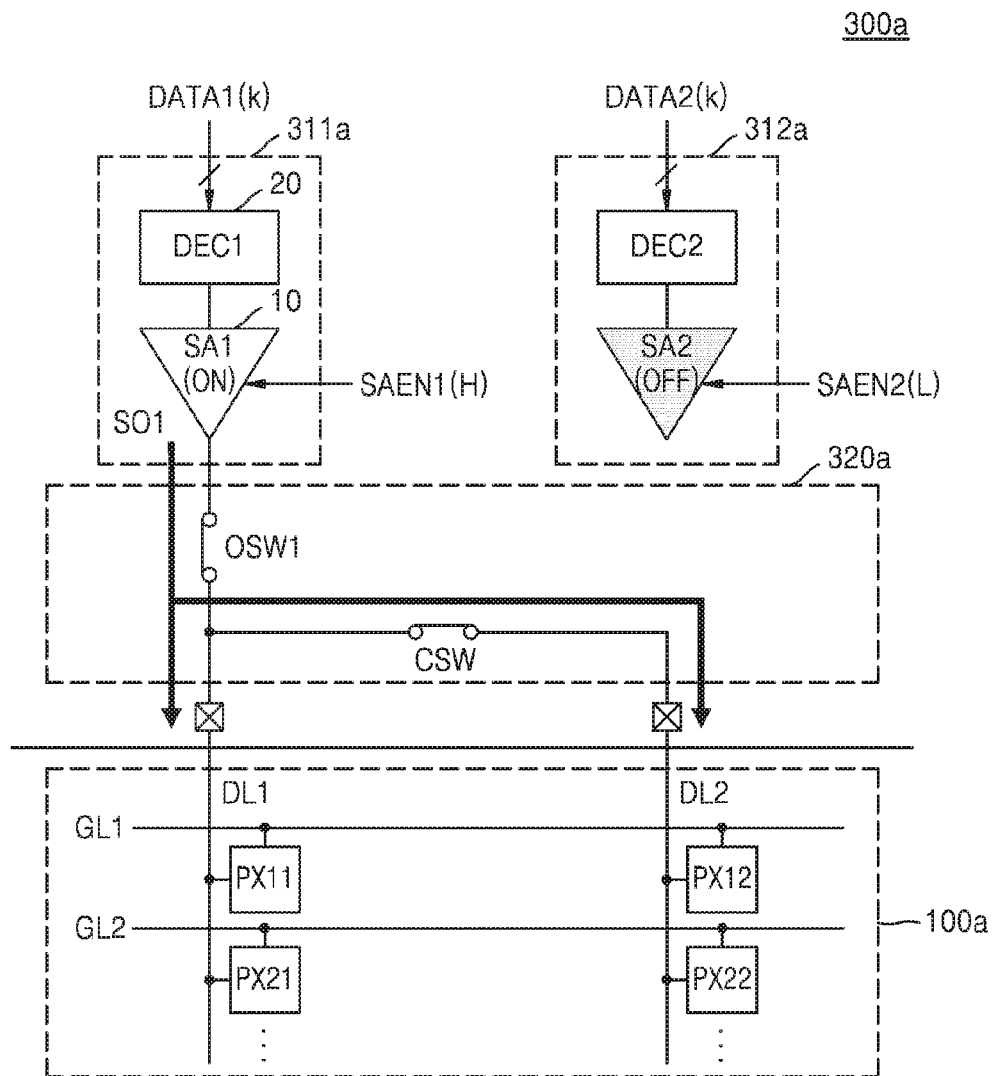 300a
DATA1(k)
DATA2(k)
311a
312a
20
DEC1
DEC2
10
SA1
(ON)
SAEN1(H)
SA2
(OFF)
SAEN2(L)
SO1
320a
OSW1
CSW
DL1
DL2
GL1
PX11
PX12
GL2
100a
PX21
PX22